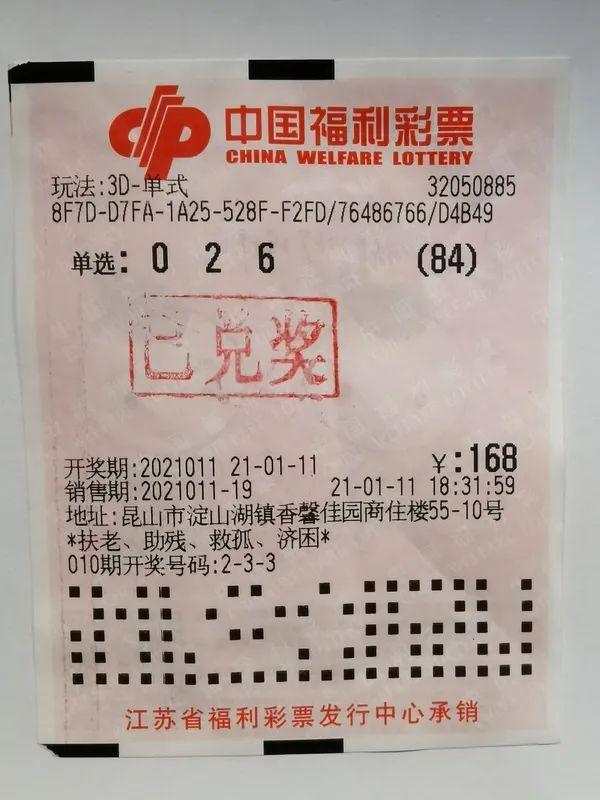 中国福利彩票
CHINA WELFARE LOTTERY
玩法:3D-单式 32050885
8F7D-D7FA-1A25-528F-F2FD/76486766/D4B49
单选: 0 2 6 (84)
已兑奖
开奖期:2021011 21-01-11 ¥:168
销售期:2021011-19 21-01-11 18:31:59
地址:昆山市淀山湖镇香馨佳园商住楼55-10号
*扶老、助残、救孤、济困*
010期开奖号码:2-3-3
江苏省福利彩票发行中心承销